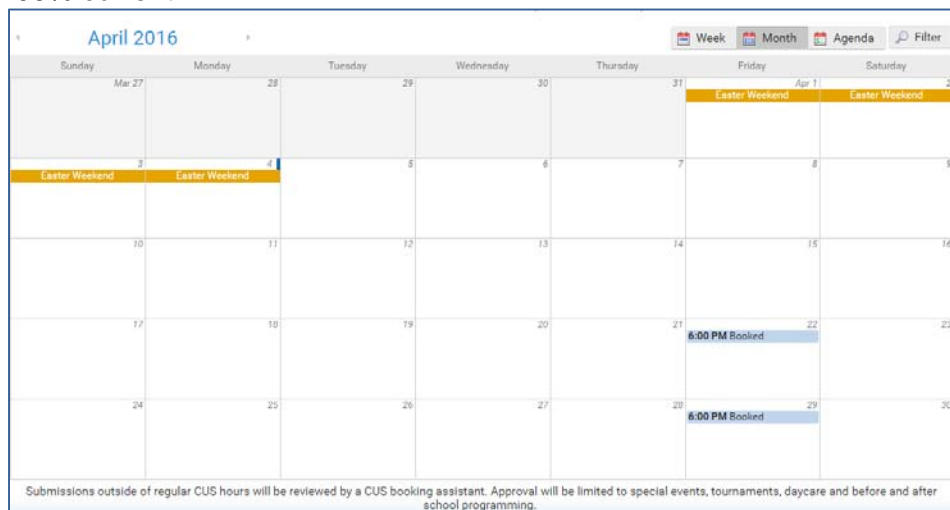 April 2016
Week Month Agenda Filter
Sunday Monday Tuesday Wednesday Thursday Friday Saturday
Mar 27 28 29 30 31 Apr 1 2
Easter Weekend Easter Weekend
3 4 5 6 7 8 9
Easter Weekend Easter Weekend
10 11 12 13 14 15 16
17 18 19 20 21 22 23
6:00 PM Booked
24 25 26 27 28 29 30
6:00 PM Booked
Submissions outside of regular CUS hours will be reviewed by a CUS booking assistant. Approval will be limited to special events, tournaments, daycare and before and after
school programming.